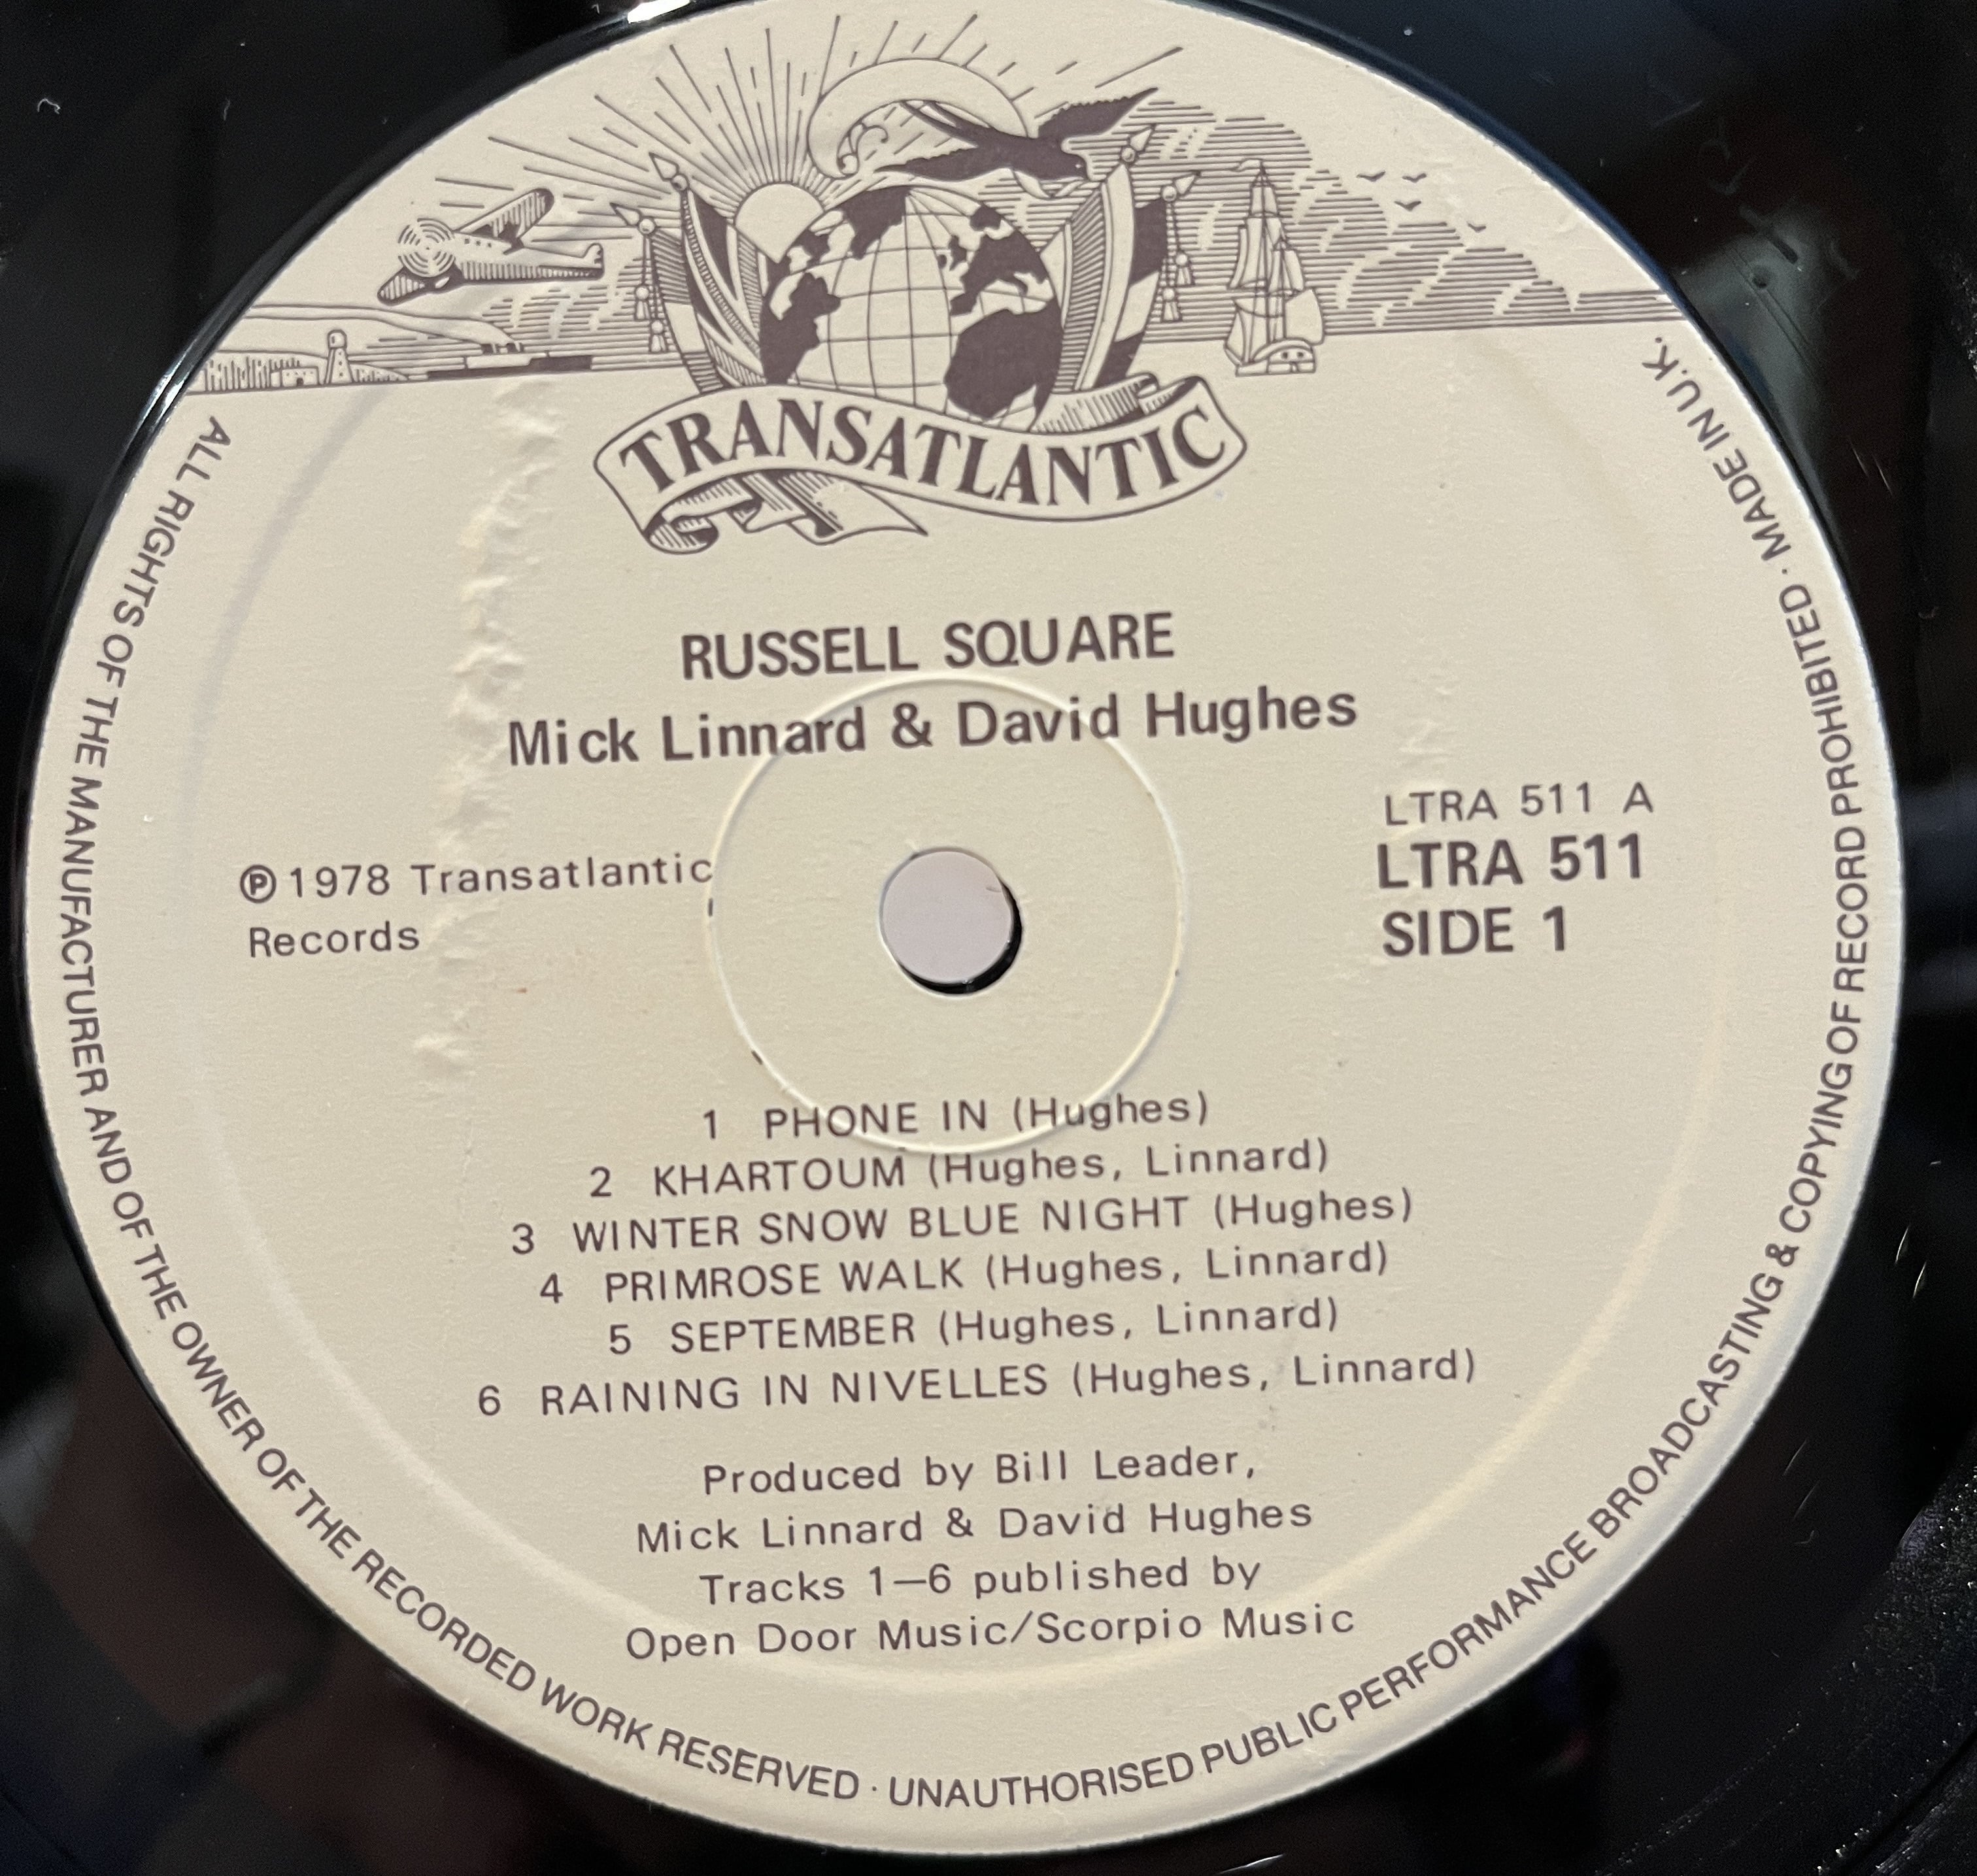 TRANSATLANTIC
RUSSELL SQUARE
Mick Linnard & David Hughes
LTRA 511 A
LTRA 511
SIDE 1
℗ 1978 Transatlantic
Records
1 PHONE IN (Hughes)
2 KHARTOUM (Hughes, Linnard)
3 WINTER SNOW BLUE NIGHT (Hughes)
4 PRIMROSE WALK (Hughes, Linnard)
5 SEPTEMBER (Hughes, Linnard)
6 RAINING IN NIVELLES (Hughes, Linnard)
Produced by Bill Leader,
Mick Linnard & David Hughes
Tracks 1—6 published by
Open Door Music/Scorpio Music
ALL RIGHTS OF THE MANUFACTURER AND OF THE OWNER OF THE RECORDED WORK RESERVED · UNAUTHORISED PUBLIC PERFORMANCE BROADCASTING & COPYING OF RECORD PROHIBITED · MADE IN U.K.